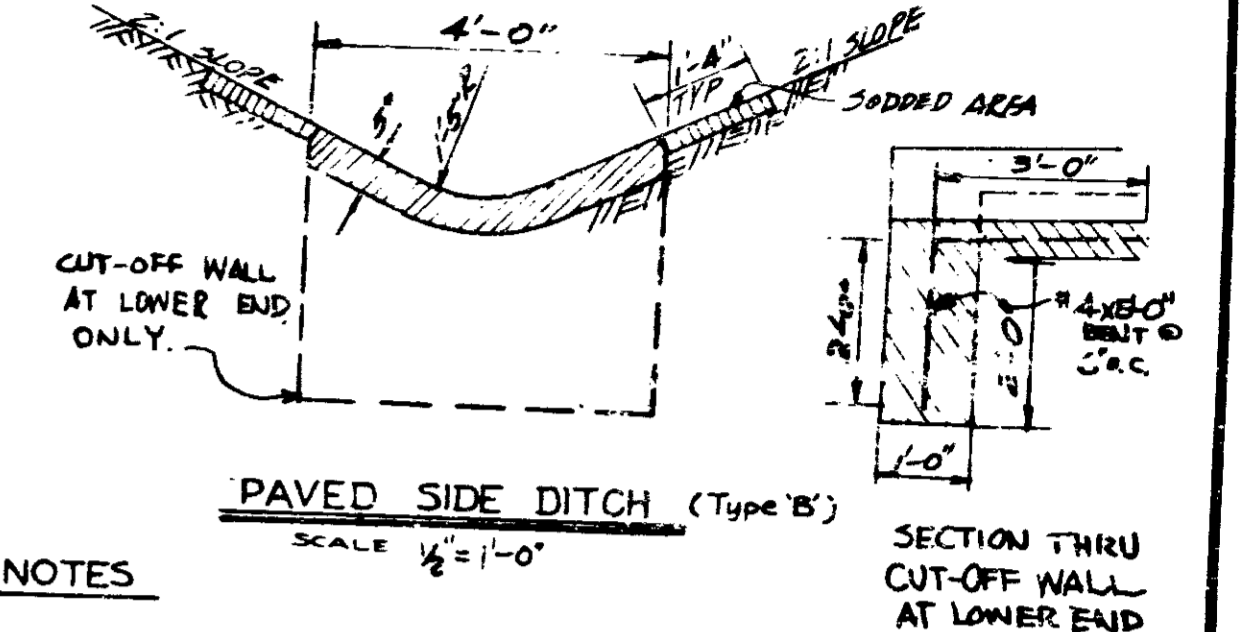 2:1 SLOPE
4'-0"
1'-4"
TYP
2:1 SLOPE
SODDED AREA
5"
3'-0"
CUT-OFF WALL
AT LOWER END
ONLY.
BENT @
O.C.
1'-0"
PAVED SIDE DITCH (Type 'B')
SCALE 1/2" = 1'-0"
NOTES
SECTION THRU
CUT-OFF WALL
AT LOWER END